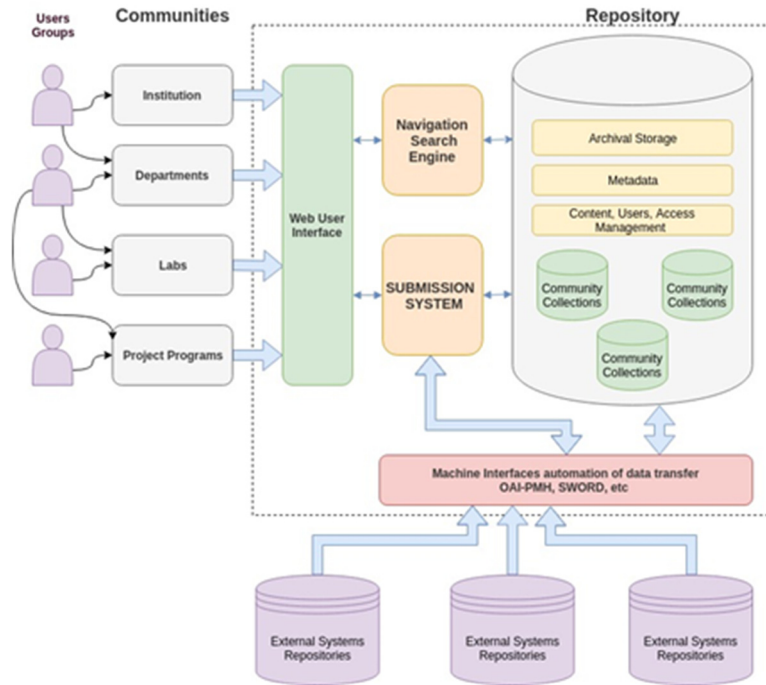 Users
Groups
Communities
Repository
Institution
Departments
Labs
Project Programs
Web User
Interface
Navigation
Search
Engine
SUBMISSION
SYSTEM
Archival Storage
Metadata
Content, Users, Access
Management
Community
Collections
Community
Collections
Community
Collections
Machine Interfaces automation of data transfer
OAI-PMH, SWORD, etc
External Systems
Repositories
External Systems
Repositories
External Systems
Repositories